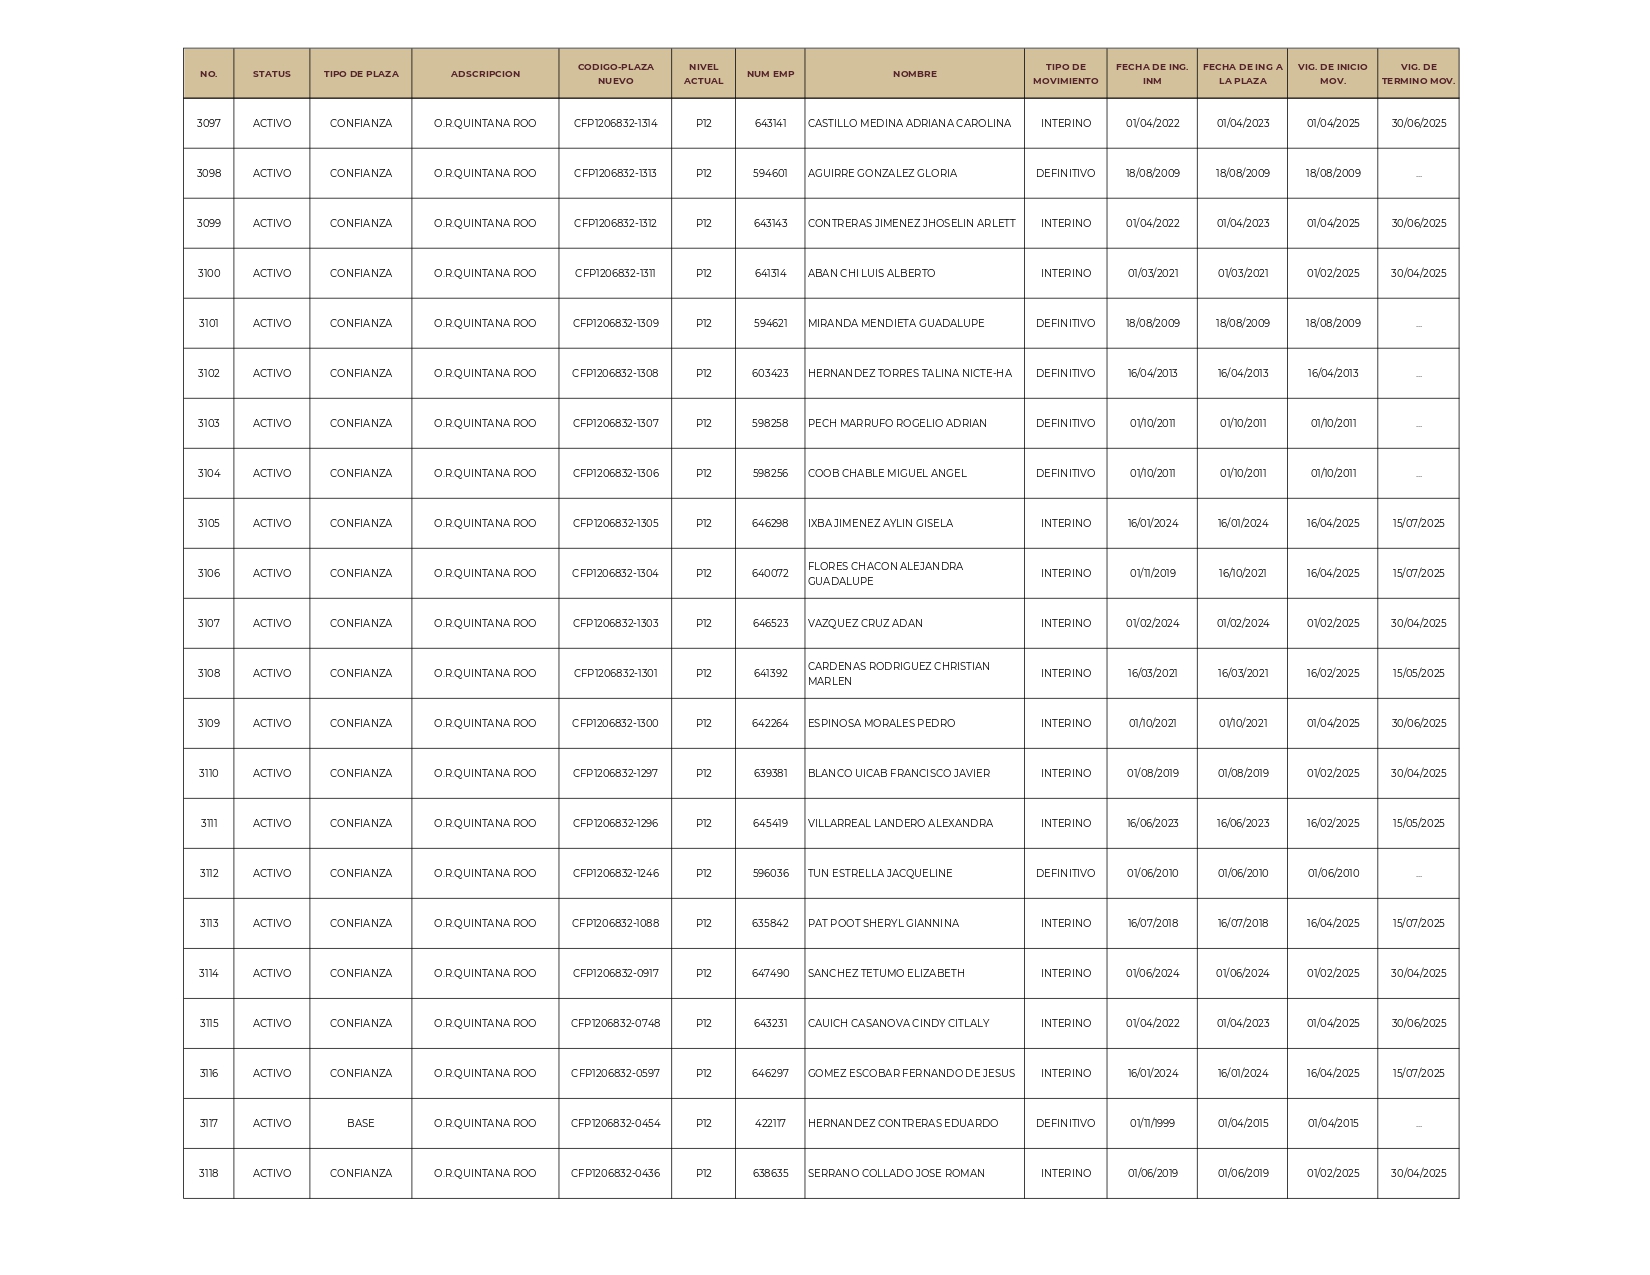 NO. STATUS TIPO DE PLAZA ADSCRIPCION CODIGO-PLAZA NUEVO NIVEL ACTUAL NUM EMP NOMBRE TIPO DE MOVIMIENTO FECHA DE ING. INM FECHA DE ING A LA PLAZA VIG. DE INICIO MOV. VIG. DE TERMINO MOV.
3097 ACTIVO CONFIANZA O.R.QUINTANA ROO CFP1206832-1314 P12 643141 CASTILLO MEDINA ADRIANA CAROLINA INTERINO 01/04/2022 01/04/2023 01/04/2025 30/06/2025
3098 ACTIVO CONFIANZA O.R.QUINTANA ROO CFP1206832-1313 P12 594601 AGUIRRE GONZALEZ GLORIA DEFINITIVO 18/08/2009 18/08/2009 18/08/2009 ...
3099 ACTIVO CONFIANZA O.R.QUINTANA ROO CFP1206832-1312 P12 643143 CONTRERAS JIMENEZ JHOSELIN ARLETT INTERINO 01/04/2022 01/04/2023 01/04/2025 30/06/2025
3100 ACTIVO CONFIANZA O.R.QUINTANA ROO CFP1206832-1311 P12 641314 ABAN CHI LUIS ALBERTO INTERINO 01/03/2021 01/03/2021 01/02/2025 30/04/2025
3101 ACTIVO CONFIANZA O.R.QUINTANA ROO CFP1206832-1309 P12 594621 MIRANDA MENDIETA GUADALUPE DEFINITIVO 18/08/2009 18/08/2009 18/08/2009 ...
3102 ACTIVO CONFIANZA O.R.QUINTANA ROO CFP1206832-1308 P12 603423 HERNANDEZ TORRES TALINA NICTE-HA DEFINITIVO 16/04/2013 16/04/2013 16/04/2013 ...
3103 ACTIVO CONFIANZA O.R.QUINTANA ROO CFP1206832-1307 P12 598258 PECH MARRUFO ROGELIO ADRIAN DEFINITIVO 01/10/2011 01/10/2011 01/10/2011 ...
3104 ACTIVO CONFIANZA O.R.QUINTANA ROO CFP1206832-1306 P12 598256 COOB CHABLE MIGUEL ANGEL DEFINITIVO 01/10/2011 01/10/2011 01/10/2011 ...
3105 ACTIVO CONFIANZA O.R.QUINTANA ROO CFP1206832-1305 P12 646298 IXBA JIMENEZ AYLIN GISELA INTERINO 16/01/2024 16/01/2024 16/04/2025 15/07/2025
3106 ACTIVO CONFIANZA O.R.QUINTANA ROO CFP1206832-1304 P12 640072 FLORES CHACON ALEJANDRA GUADALUPE INTERINO 01/11/2019 16/10/2021 16/04/2025 15/07/2025
3107 ACTIVO CONFIANZA O.R.QUINTANA ROO CFP1206832-1303 P12 646523 VAZQUEZ CRUZ ADAN INTERINO 01/02/2024 01/02/2024 01/02/2025 30/04/2025
3108 ACTIVO CONFIANZA O.R.QUINTANA ROO CFP1206832-1301 P12 641392 CARDENAS RODRIGUEZ CHRISTIAN MARLEN INTERINO 16/03/2021 16/03/2021 16/02/2025 15/05/2025
3109 ACTIVO CONFIANZA O.R.QUINTANA ROO CFP1206832-1300 P12 642264 ESPINOSA MORALES PEDRO INTERINO 01/10/2021 01/10/2021 01/04/2025 30/06/2025
3110 ACTIVO CONFIANZA O.R.QUINTANA ROO CFP1206832-1297 P12 639381 BLANCO UICAB FRANCISCO JAVIER INTERINO 01/08/2019 01/08/2019 01/02/2025 30/04/2025
3111 ACTIVO CONFIANZA O.R.QUINTANA ROO CFP1206832-1296 P12 645419 VILLARREAL LANDERO ALEXANDRA INTERINO 16/06/2023 16/06/2023 16/02/2025 15/05/2025
3112 ACTIVO CONFIANZA O.R.QUINTANA ROO CFP1206832-1246 P12 596036 TUN ESTRELLA JACQUELINE DEFINITIVO 01/06/2010 01/06/2010 01/06/2010 ...
3113 ACTIVO CONFIANZA O.R.QUINTANA ROO CFP1206832-1088 P12 635842 PAT POOT SHERYL GIANNINA INTERINO 16/07/2018 16/07/2018 16/04/2025 15/07/2025
3114 ACTIVO CONFIANZA O.R.QUINTANA ROO CFP1206832-0917 P12 647490 SANCHEZ TETUMO ELIZABETH INTERINO 01/06/2024 01/06/2024 01/02/2025 30/04/2025
3115 ACTIVO CONFIANZA O.R.QUINTANA ROO CFP1206832-0748 P12 643231 CAUICH CASANOVA CINDY CITLALY INTERINO 01/04/2022 01/04/2023 01/04/2025 30/06/2025
3116 ACTIVO CONFIANZA O.R.QUINTANA ROO CFP1206832-0597 P12 646297 GOMEZ ESCOBAR FERNANDO DE JESUS INTERINO 16/01/2024 16/01/2024 16/04/2025 15/07/2025
3117 ACTIVO BASE O.R.QUINTANA ROO CFP1206832-0454 P12 422117 HERNANDEZ CONTRERAS EDUARDO DEFINITIVO 01/11/1999 01/04/2015 01/04/2015 ...
3118 ACTIVO CONFIANZA O.R.QUINTANA ROO CFP1206832-0436 P12 638635 SERRANO COLLADO JOSE ROMAN INTERINO 01/06/2019 01/06/2019 01/02/2025 30/04/2025